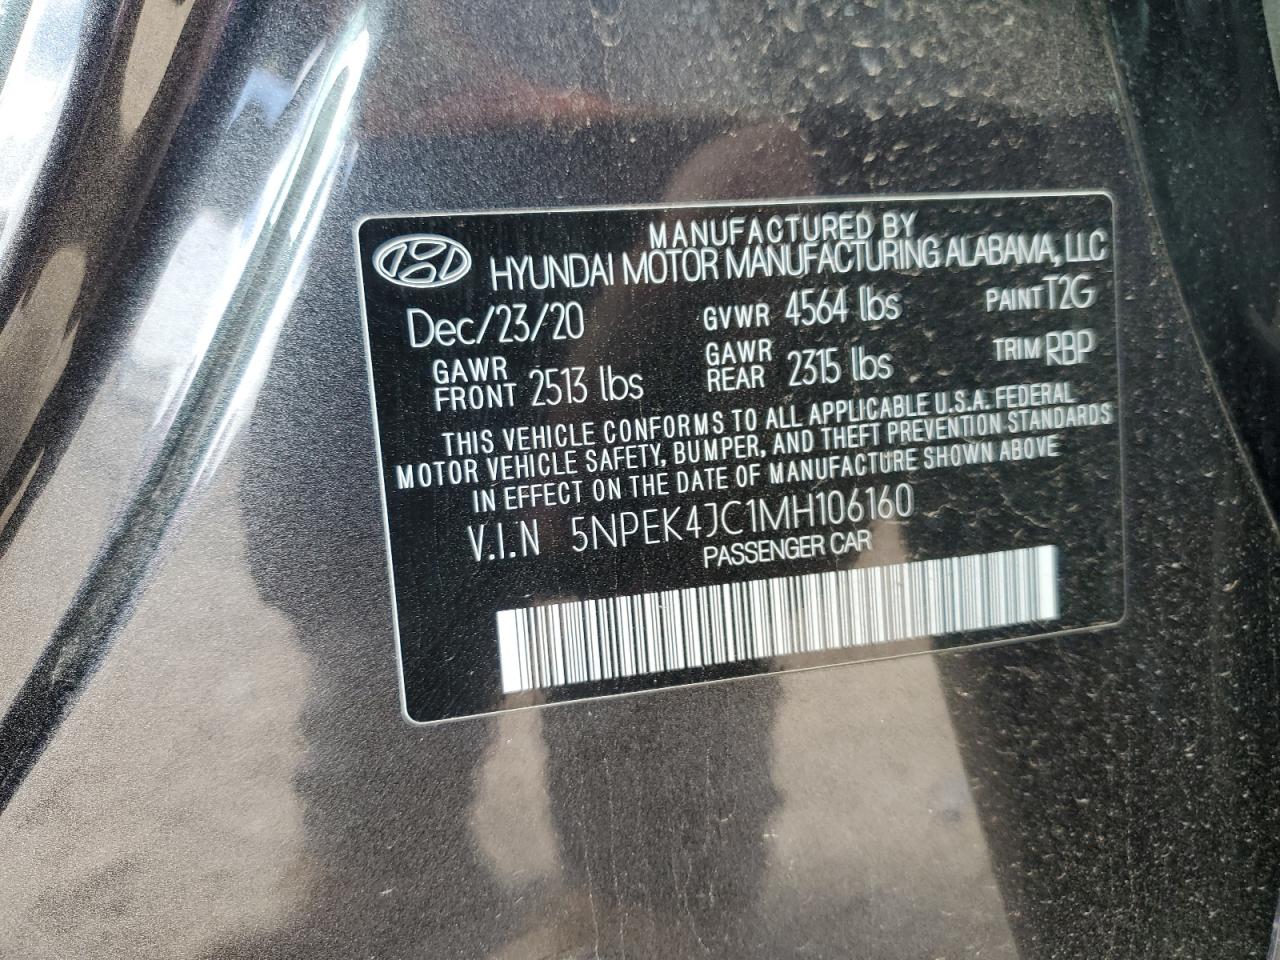 MANUFACTURED BY
HYUNDAI MOTOR MANUFACTURING ALABAMA, LLC
Dec/23/20 GVWR 4564 lbs PAINT T2G
GAWR FRONT 2513 lbs GAWR REAR 2315 lbs TRIM RBP
THIS VEHICLE CONFORMS TO ALL APPLICABLE U.S.A. FEDERAL
MOTOR VEHICLE SAFETY, BUMPER, AND THEFT PREVENTION STANDARDS
IN EFFECT ON THE DATE OF MANUFACTURE SHOWN ABOVE
V.I.N 5NPEK4JC1MH106160
PASSENGER CAR